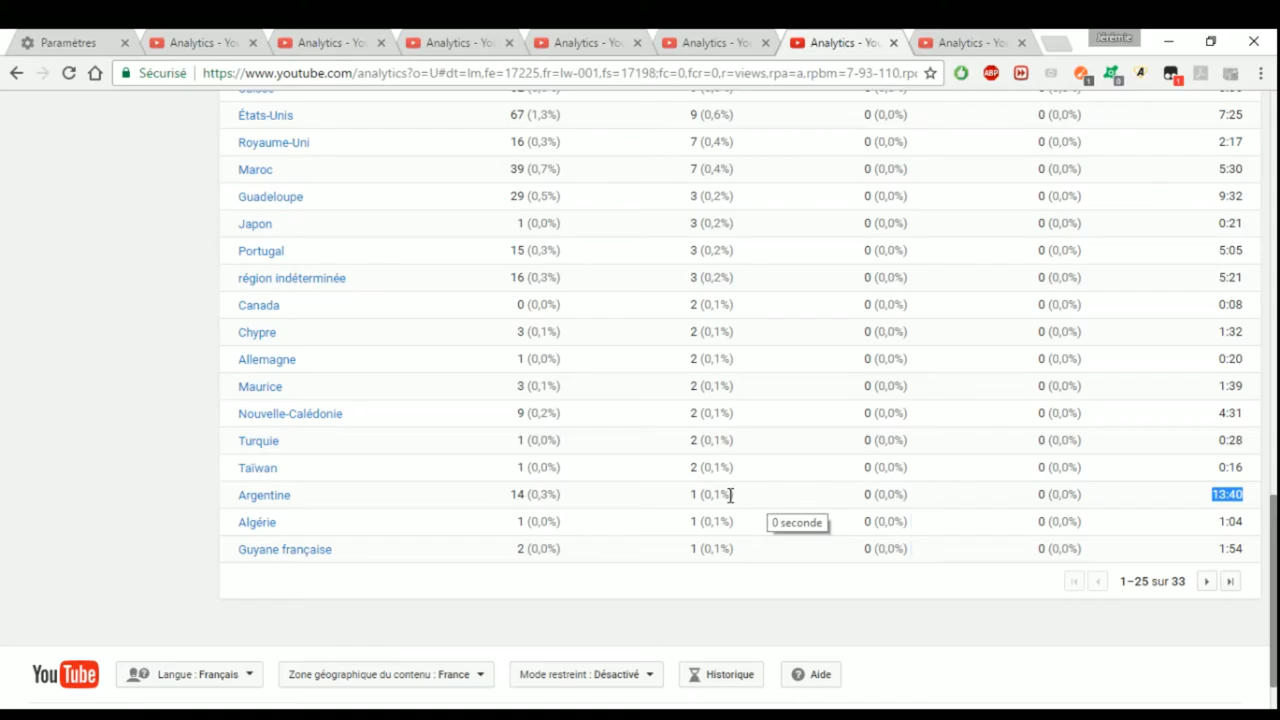 Paramètres
Analytics - You
Analytics - You
Analytics - You
Analytics - You
Analytics - You
Analytics - You
Analytics - You
Jérémie
Sécurisé https://www.youtube.com/analytics?o=U#dt=lm,fe=17225,fr=lw-001,fs=17198;fc=0,fcr=0,r=views,rpa=a,rpbm=7-93-110,rpc
États-Unis 67 (1,3%) 9 (0,6%) 0 (0,0%) 0 (0,0%) 7:25
Royaume-Uni 16 (0,3%) 7 (0,4%) 0 (0,0%) 0 (0,0%) 2:17
Maroc 39 (0,7%) 7 (0,4%) 0 (0,0%) 0 (0,0%) 5:30
Guadeloupe 29 (0,5%) 3 (0,2%) 0 (0,0%) 0 (0,0%) 9:32
Japon 1 (0,0%) 3 (0,2%) 0 (0,0%) 0 (0,0%) 0:21
Portugal 15 (0,3%) 3 (0,2%) 0 (0,0%) 0 (0,0%) 5:05
région indéterminée 16 (0,3%) 3 (0,2%) 0 (0,0%) 0 (0,0%) 5:21
Canada 0 (0,0%) 2 (0,1%) 0 (0,0%) 0 (0,0%) 0:08
Chypre 3 (0,1%) 2 (0,1%) 0 (0,0%) 0 (0,0%) 1:32
Allemagne 1 (0,0%) 2 (0,1%) 0 (0,0%) 0 (0,0%) 0:20
Maurice 3 (0,1%) 2 (0,1%) 0 (0,0%) 0 (0,0%) 1:39
Nouvelle-Calédonie 9 (0,2%) 2 (0,1%) 0 (0,0%) 0 (0,0%) 4:31
Turquie 1 (0,0%) 2 (0,1%) 0 (0,0%) 0 (0,0%) 0:28
Taïwan 1 (0,0%) 2 (0,1%) 0 (0,0%) 0 (0,0%) 0:16
Argentine 14 (0,3%) 1 (0,1%) 0 (0,0%) 0 (0,0%) 13:40
0 seconde
Algérie 1 (0,0%) 1 (0,1%) 0 (0,0%) 0 (0,0%) 1:04
Guyane française 2 (0,0%) 1 (0,1%) 0 (0,0%) 0 (0,0%) 1:54
1–25 sur 33
YouTube Langue : Français Zone géographique du contenu : France Mode restreint : Désactivé Historique Aide